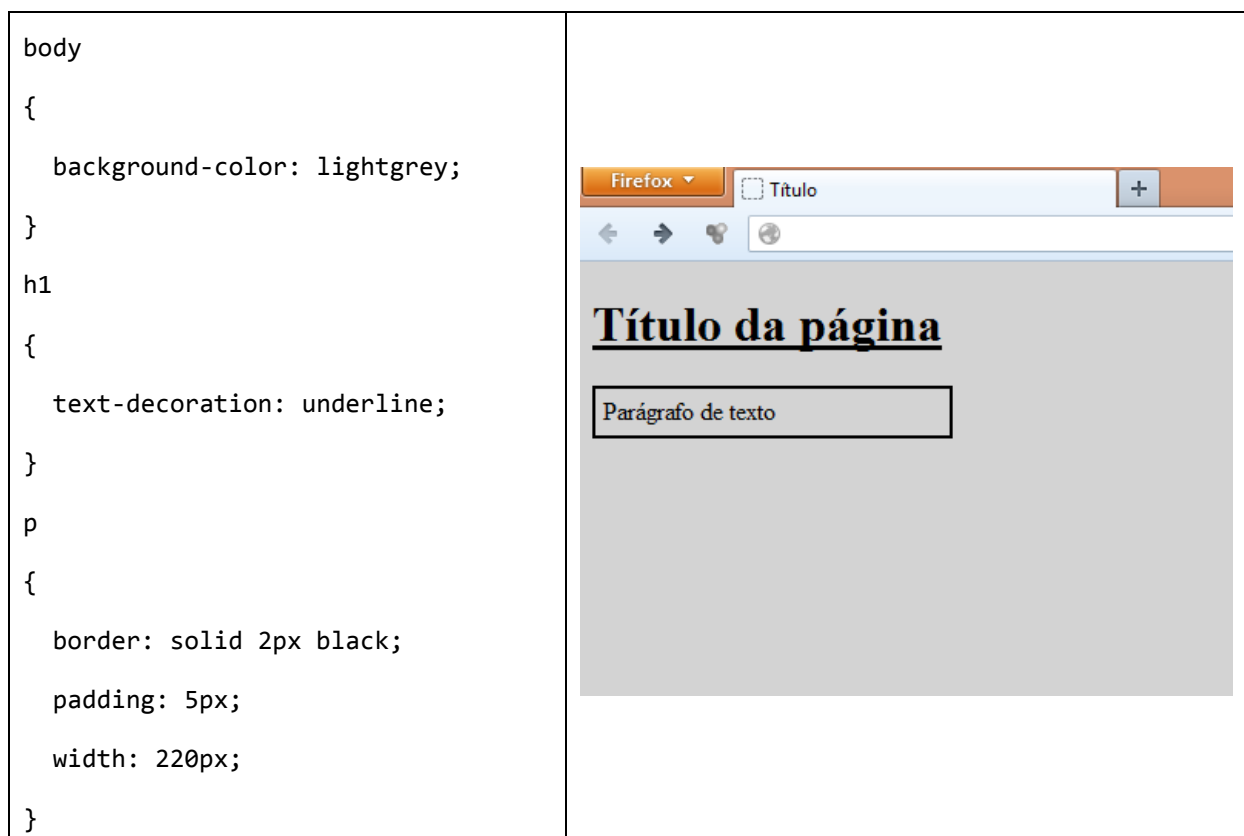 body
{
background-color: lightgrey;
}
h1
{
text-decoration: underline;
}
p
{
border: solid 2px black;
padding: 5px;
width: 220px;
}
Firefox
Título
+
Título da página
Parágrafo de texto